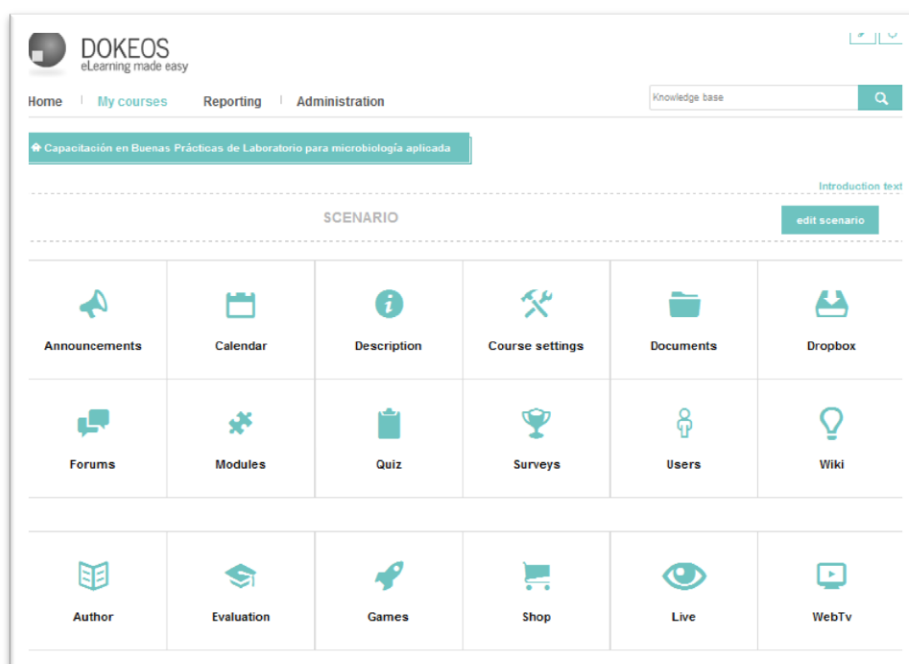 DOKEOS
eLearning made easy
Home My courses Reporting Administration
Knowledge base
Capacitación en Buenas Prácticas de Laboratorio para microbiología aplicada
Introduction text
SCENARIO
edit scenario
Announcements Calendar Description Course settings Documents Dropbox
Forums Modules Quiz Surveys Users Wiki
Author Evaluation Games Shop Live WebTv